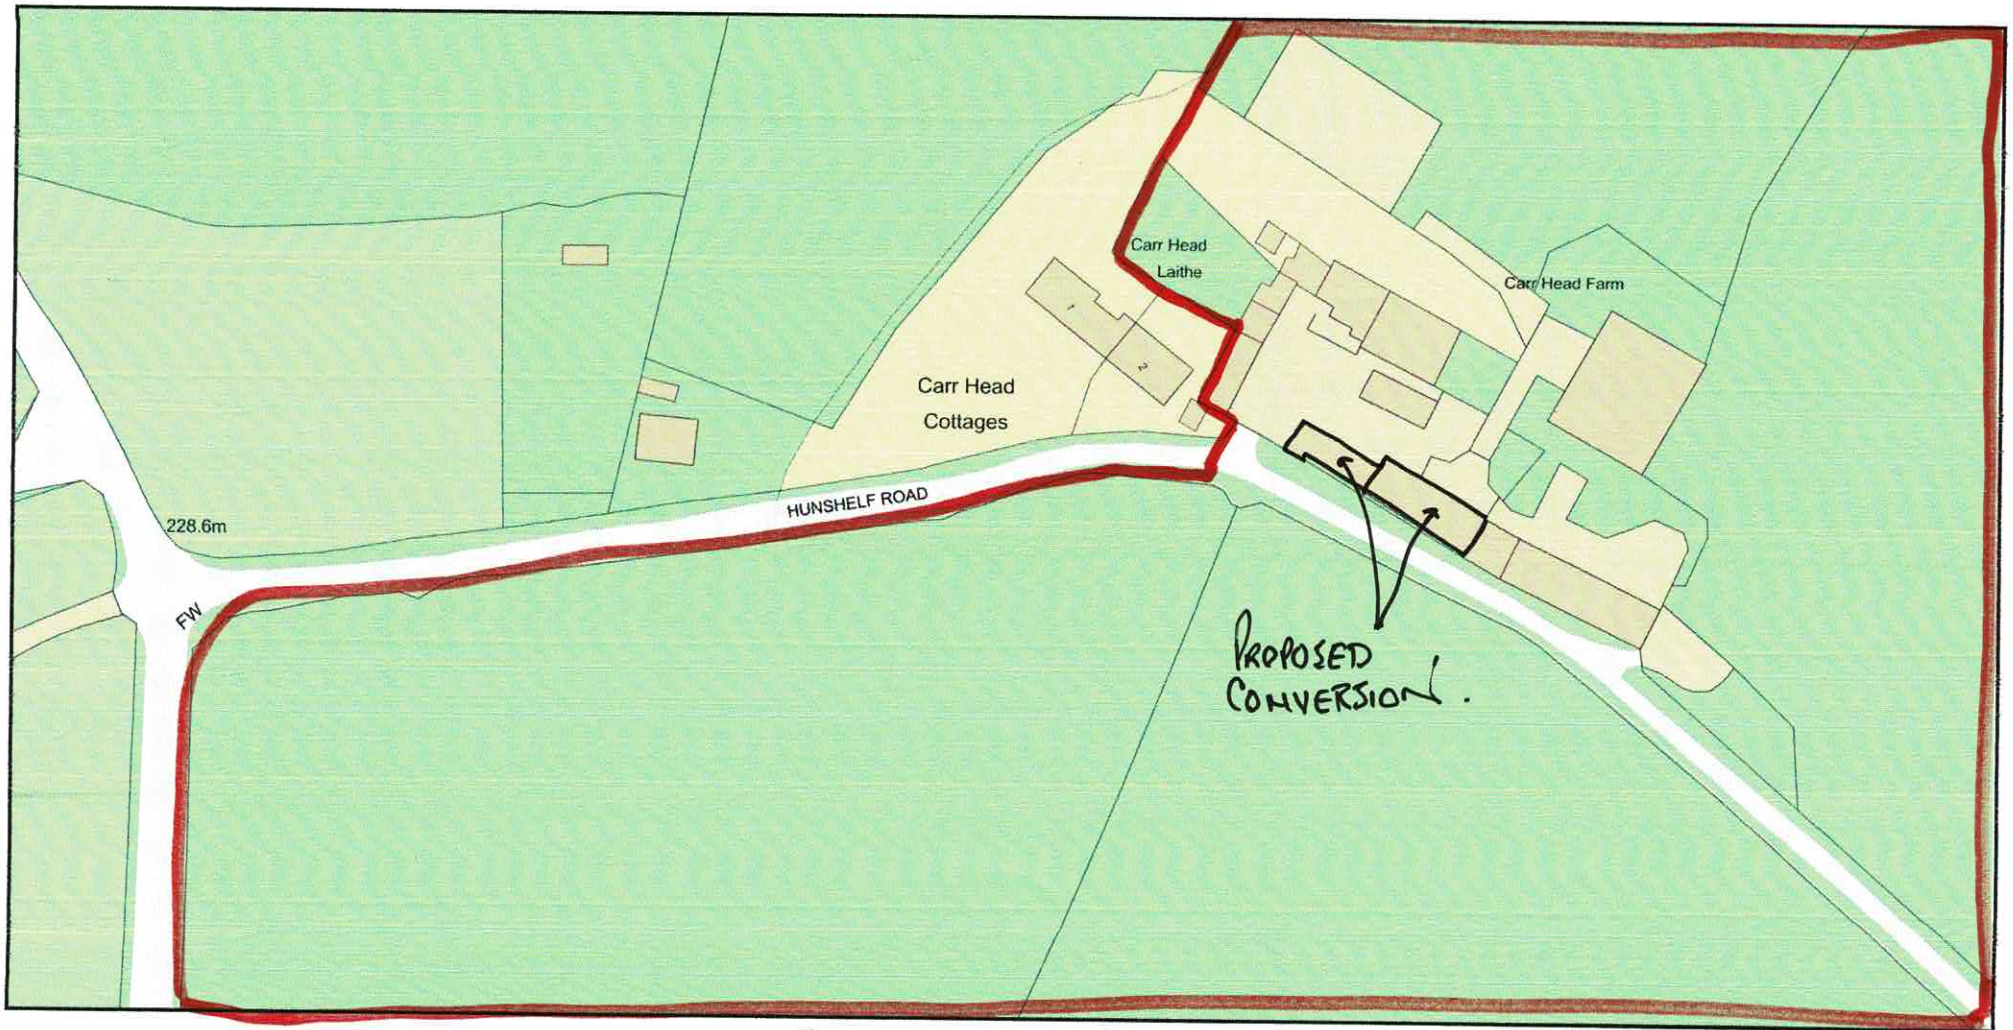 Carr Head
Laithe
Carr Head Farm
1
2
Carr Head
Cottages
HUNSHELF ROAD
228.6m
FW
PROPOSED
CONVERSION.